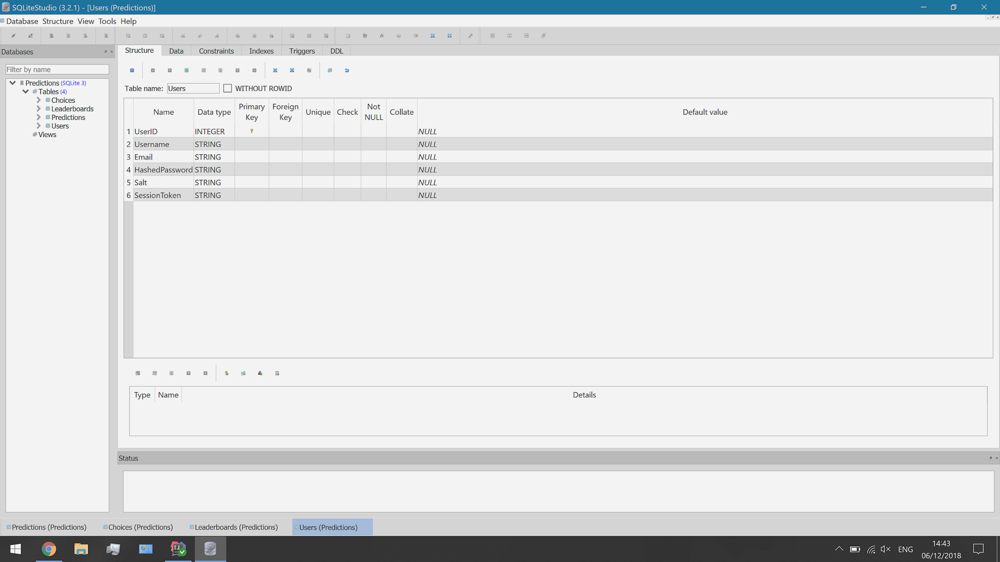 SQLiteStudio (3.2.1) - [Users (Predictions)]
Database Structure View Tools Help
Databases
Filter by name
Predictions (SQLite 3)
Tables (4)
Choices
Leaderboards
Predictions
Users
Views
Structure Data Constraints Indexes Triggers DDL
Table name: Users WITHOUT ROWID
Name Data type Primary Key Foreign Key Unique Check Not NULL Collate Default value
1 UserID INTEGER NULL
2 Username STRING NULL
3 Email STRING NULL
4 HashedPassword STRING NULL
5 Salt STRING NULL
6 SessionToken STRING NULL
Type Name Details
Status
Predictions (Predictions) Choices (Predictions) Leaderboards (Predictions) Users (Predictions)
ENG
14:43
06/12/2018